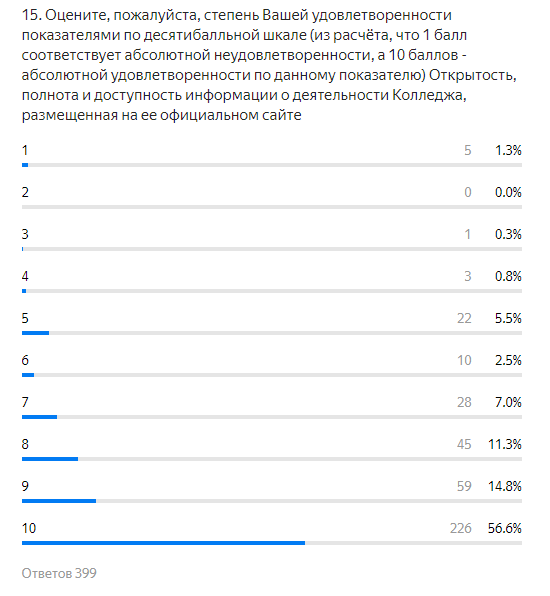 15. Оцените, пожалуйста, степень Вашей удовлетворенности
показателями по десятибалльной шкале (из расчёта, что 1 балл
соответствует абсолютной неудовлетворенности, а 10 баллов -
абсолютной удовлетворенности по данному показателю) Открытость,
полнота и доступность информации о деятельности Колледжа,
размещенная на ее официальном сайте
1 5 1.3%
2 0 0.0%
3 1 0.3%
4 3 0.8%
5 22 5.5%
6 10 2.5%
7 28 7.0%
8 45 11.3%
9 59 14.8%
10 226 56.6%
Ответов 399